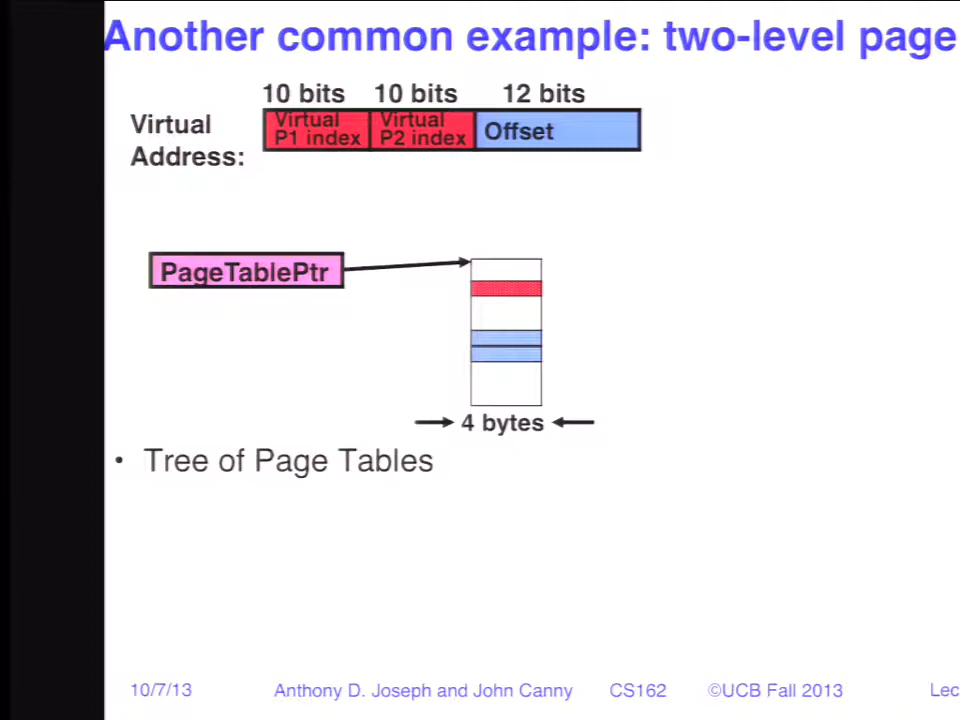 Another common example: two-level page
10 bits 10 bits 12 bits
Virtual Address:
Virtual P1 index
Virtual P2 index
Offset
PageTablePtr
4 bytes
• Tree of Page Tables
10/7/13 Anthony D. Joseph and John Canny CS162 ©UCB Fall 2013 Lec